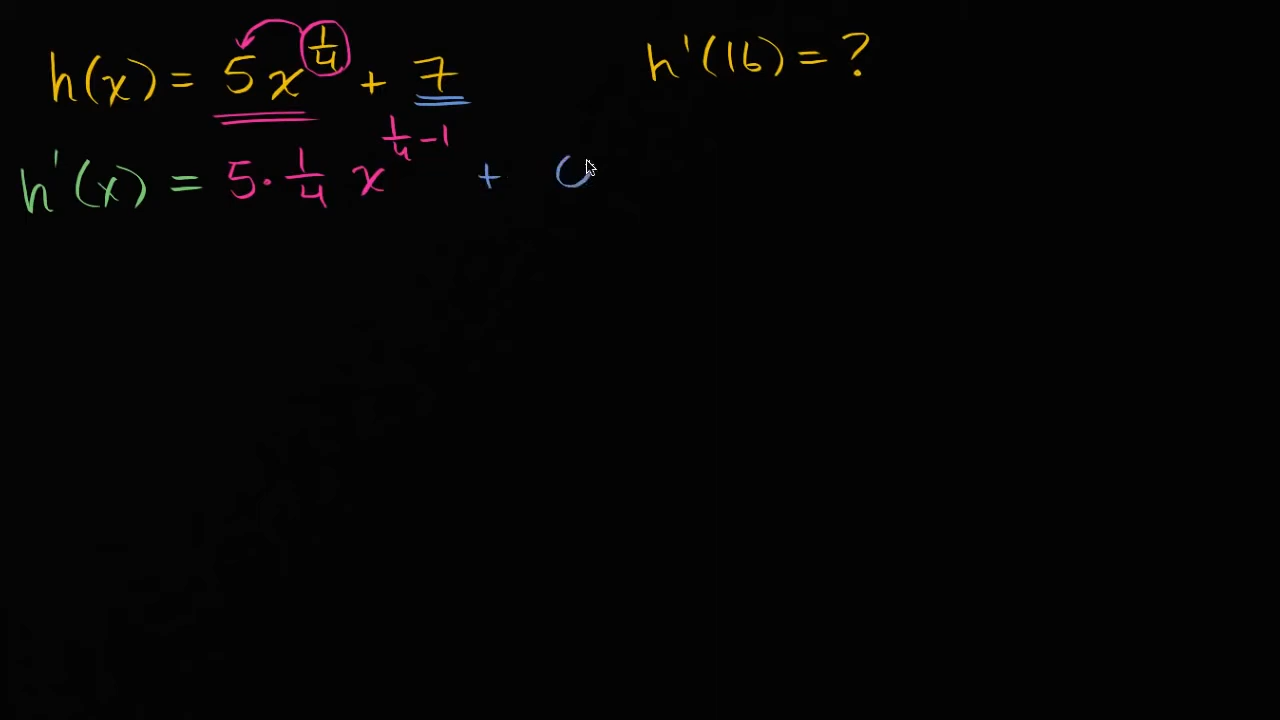 h(x) = 5x^{1/4} + 7
h'(16) = ?
h'(x) = 5 · 1/4 x^{1/4 - 1} + 0